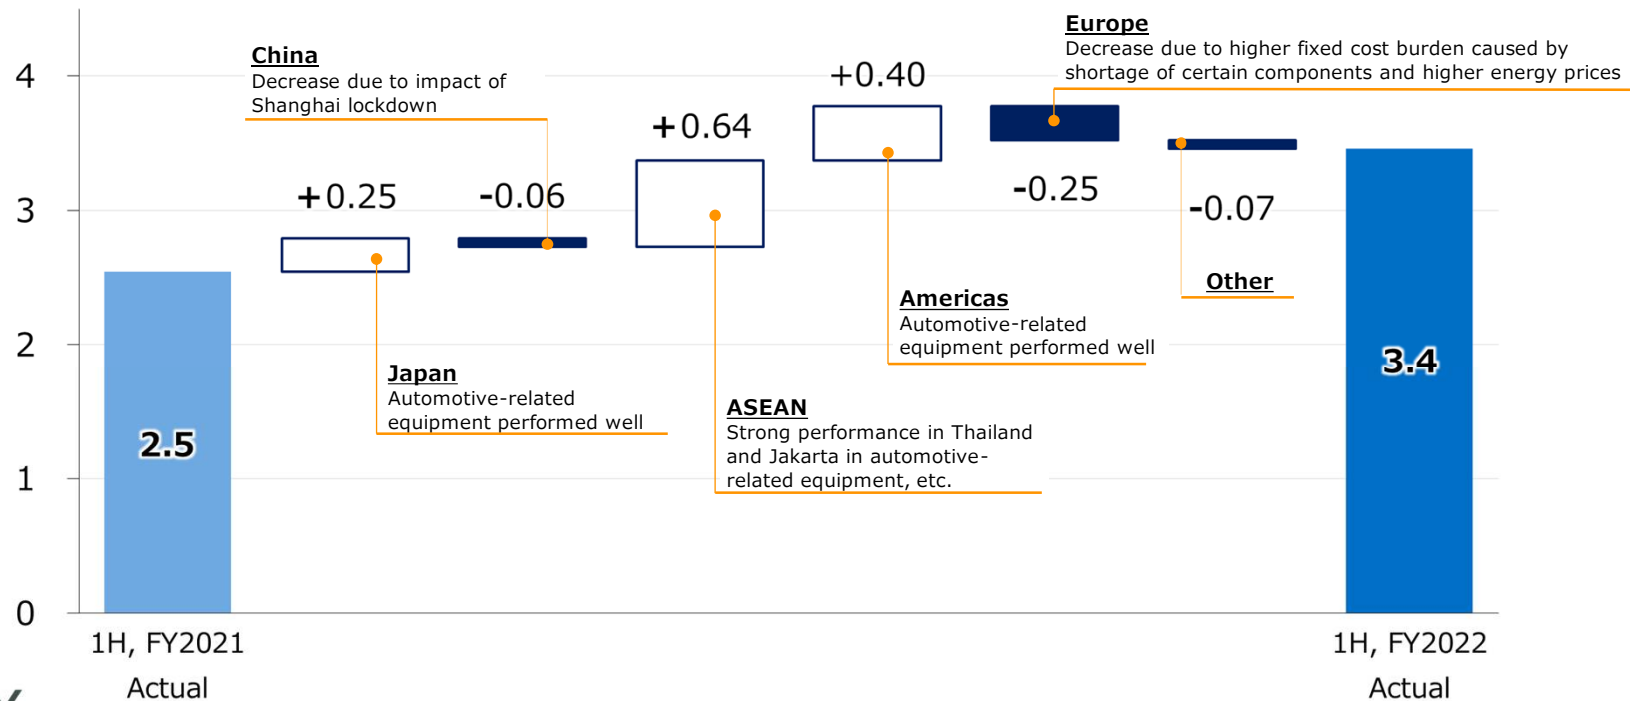 Europe
Decrease due to higher fixed cost burden caused by
shortage of certain components and higher energy prices
China
Decrease due to impact of
Shanghai lockdown
4
3
2
1
0
+0.25
-0.06
+0.64
+0.40
-0.25
-0.07
Other
Americas
Automotive-related
equipment performed well
Japan
Automotive-related
equipment performed well
ASEAN
Strong performance in Thailand
and Jakarta in automotive-
related equipment, etc.
2.5
3.4
1H, FY2021
Actual
1H, FY2022
Actual